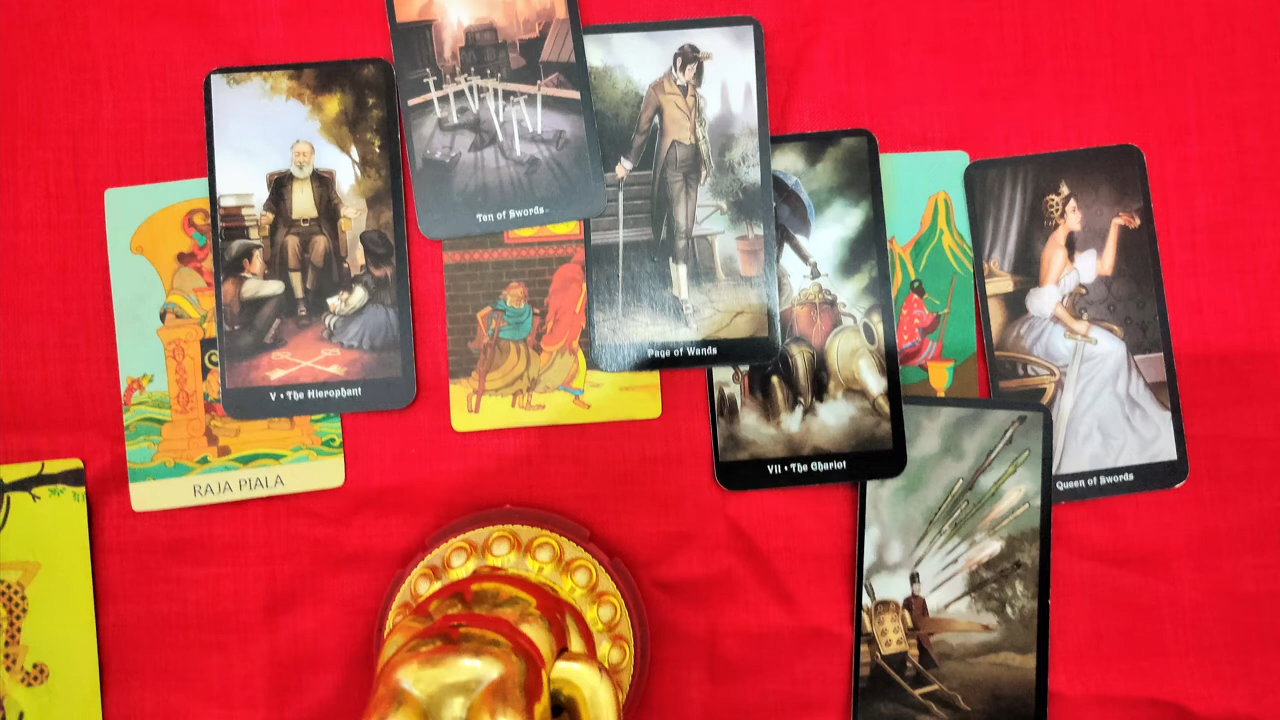 Ten of Swords
Page of Wands
V • The Hierophant
VII • The Chariot
Queen of Swords
RAJA PIALA